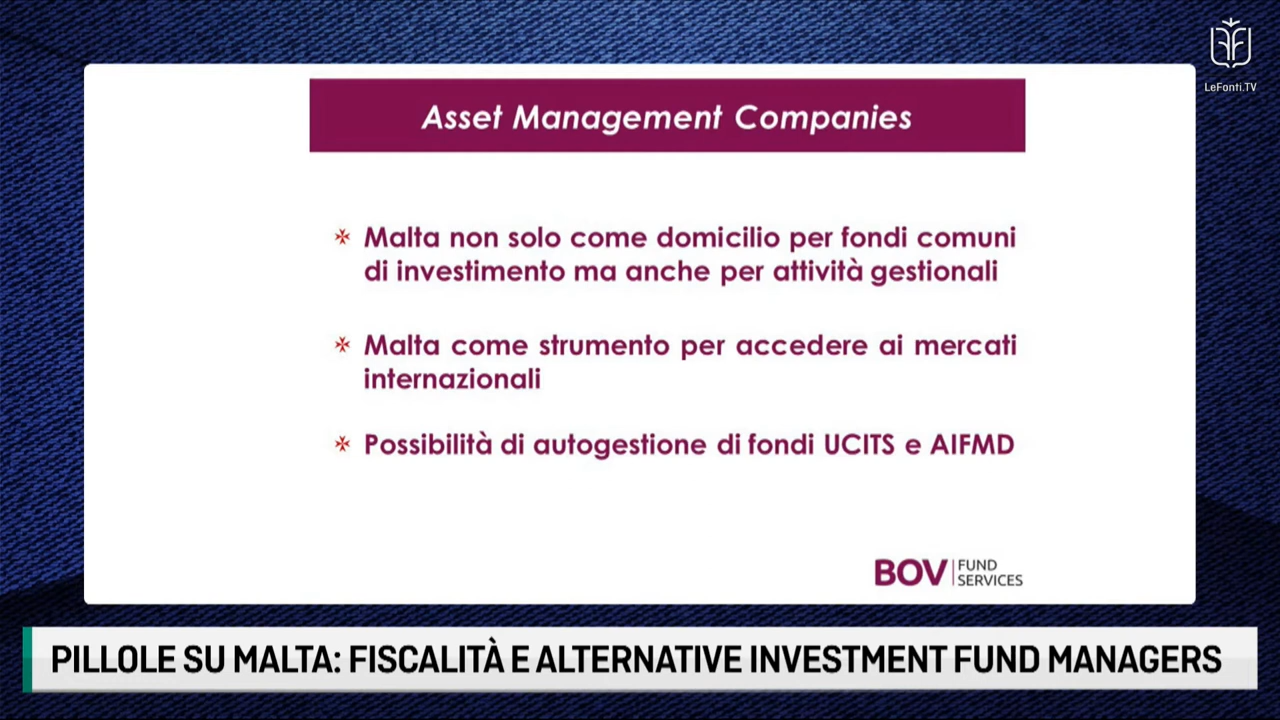 LeFonti.TV
Asset Management Companies
Malta non solo come domicilio per fondi comuni
di investimento ma anche per attività gestionali
Malta come strumento per accedere ai mercati
internazionali
Possibilità di autogestione di fondi UCITS e AIFMD
BOV FUND
SERVICES
PILLOLE SU MALTA: FISCALITÀ E ALTERNATIVE INVESTMENT FUND MANAGERS